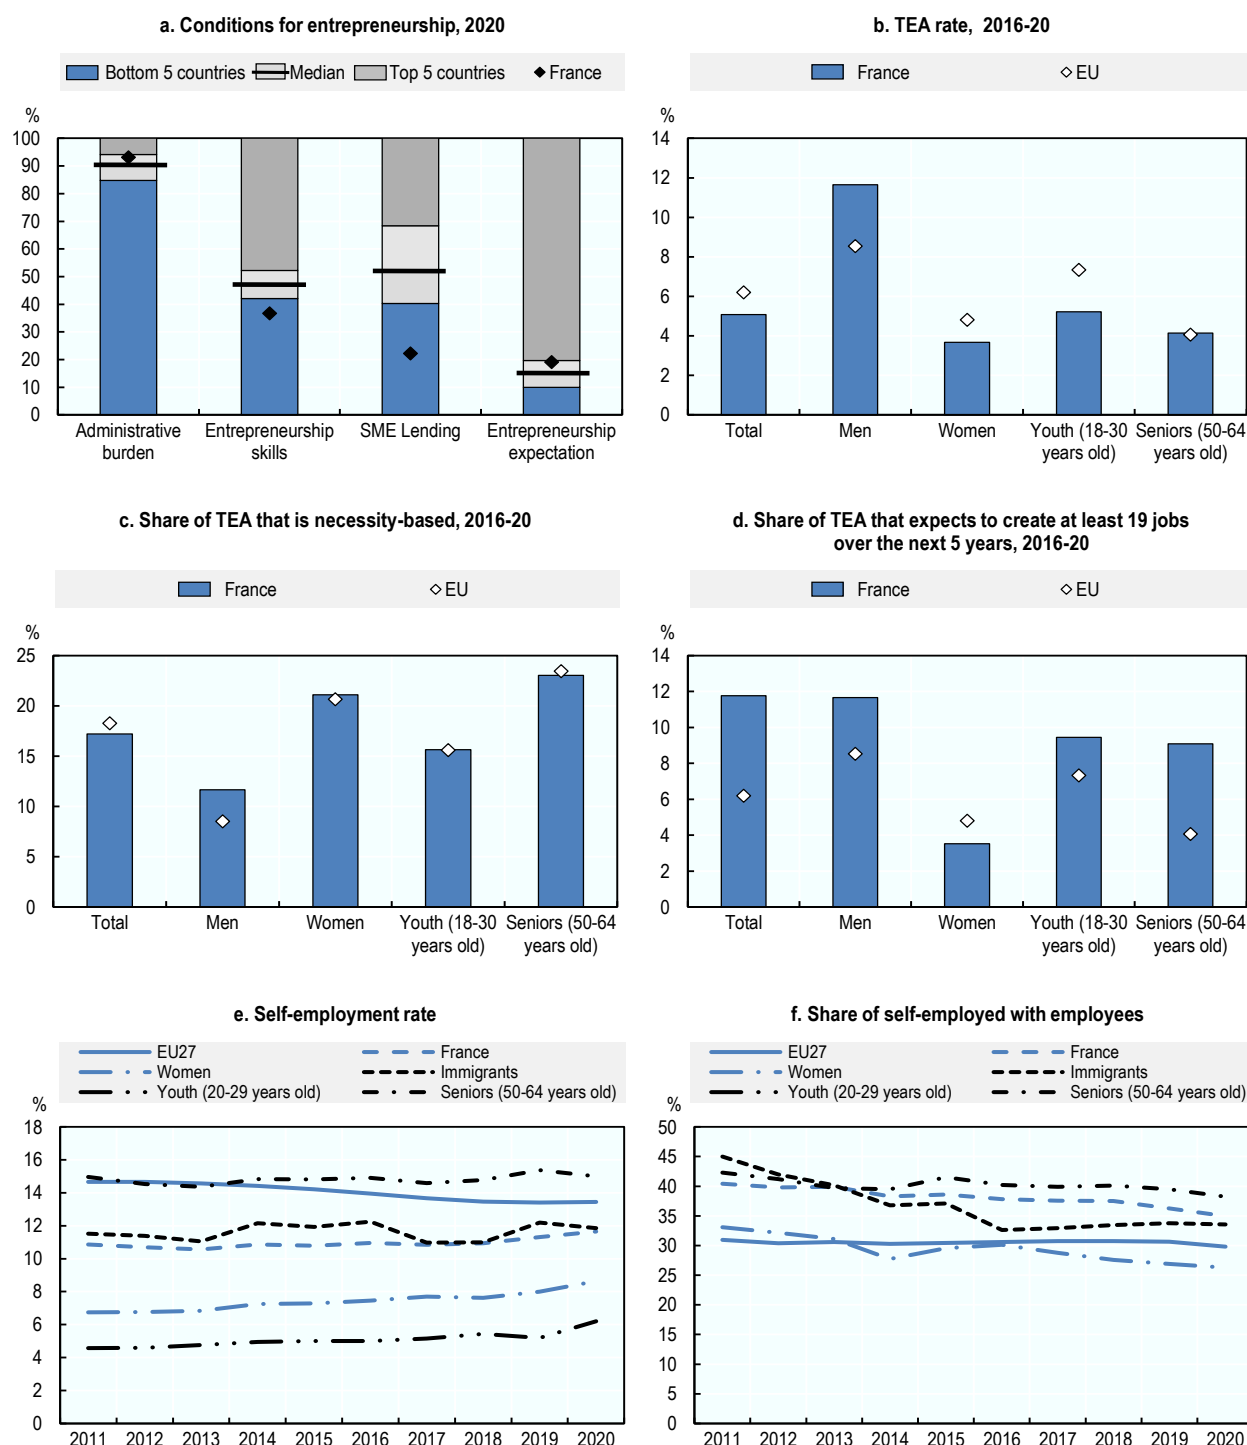 a. Conditions for entrepreneurship, 2020
Bottom 5 countries Median Top 5 countries France
%
100
90
80
70
60
50
40
30
20
10
0
Administrative burden
Entrepreneurship skills
SME Lending
Entrepreneurship expectation
b. TEA rate, 2016-20
France EU
%
14
12
10
8
6
4
2
0
Total
Men
Women
Youth (18-30 years old)
Seniors (50-64 years old)
c. Share of TEA that is necessity-based, 2016-20
France EU
%
25
20
15
10
5
0
Total
Men
Women
Youth (18-30 years old)
Seniors (50-64 years old)
d. Share of TEA that expects to create at least 19 jobs
over the next 5 years, 2016-20
France EU
%
14
12
10
8
6
4
2
0
Total
Men
Women
Youth (18-30 years old)
Seniors (50-64 years old)
e. Self-employment rate
EU27 France
Women Immigrants
Youth (20-29 years old) Seniors (50-64 years old)
%
18
16
14
12
10
8
6
4
2
0
2011 2012 2013 2014 2015 2016 2017 2018 2019 2020
f. Share of self-employed with employees
EU27 France
Women Immigrants
Youth (20-29 years old) Seniors (50-64 years old)
%
50
45
40
35
30
25
20
15
10
5
0
2011 2012 2013 2014 2015 2016 2017 2018 2019 2020